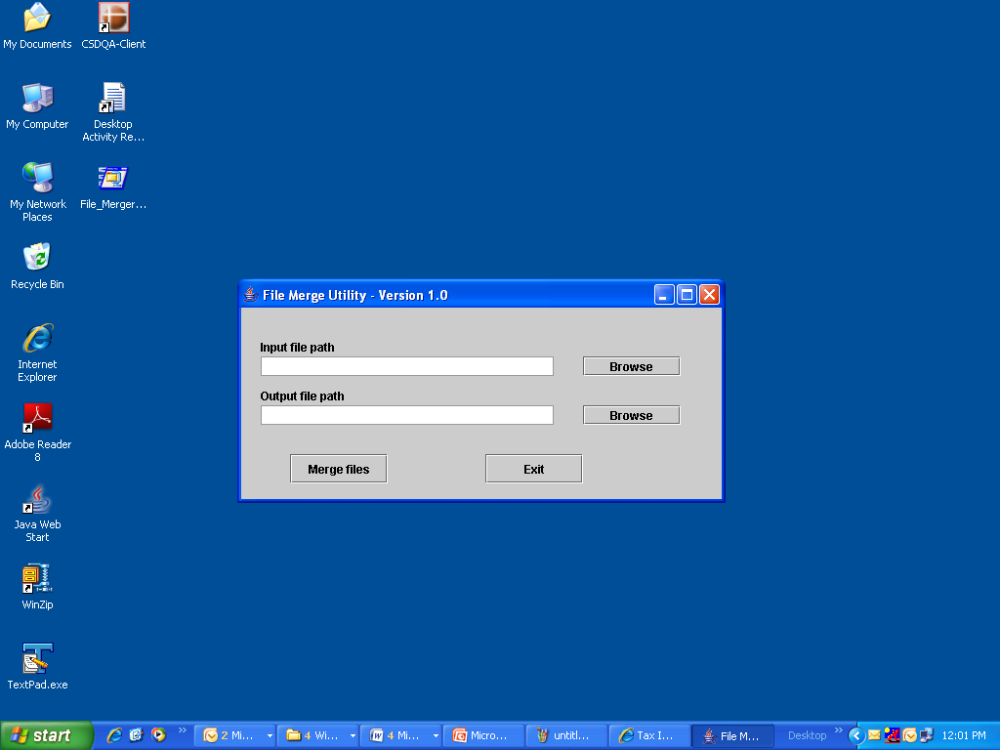 My Documents
CSDQA-Client
My Computer
Desktop
Activity Re...
My Network
Places
File_Merger...
Recycle Bin
Internet
Explorer
Adobe Reader
8
Java Web
Start
WinZip
TextPad.exe
File Merge Utility - Version 1.0
Input file path
Browse
Output file path
Browse
Merge files
Exit
start
2 Mi...
4 Wi...
4 Mi...
Micro...
untitl...
Tax I...
File M...
Desktop
12:01 PM